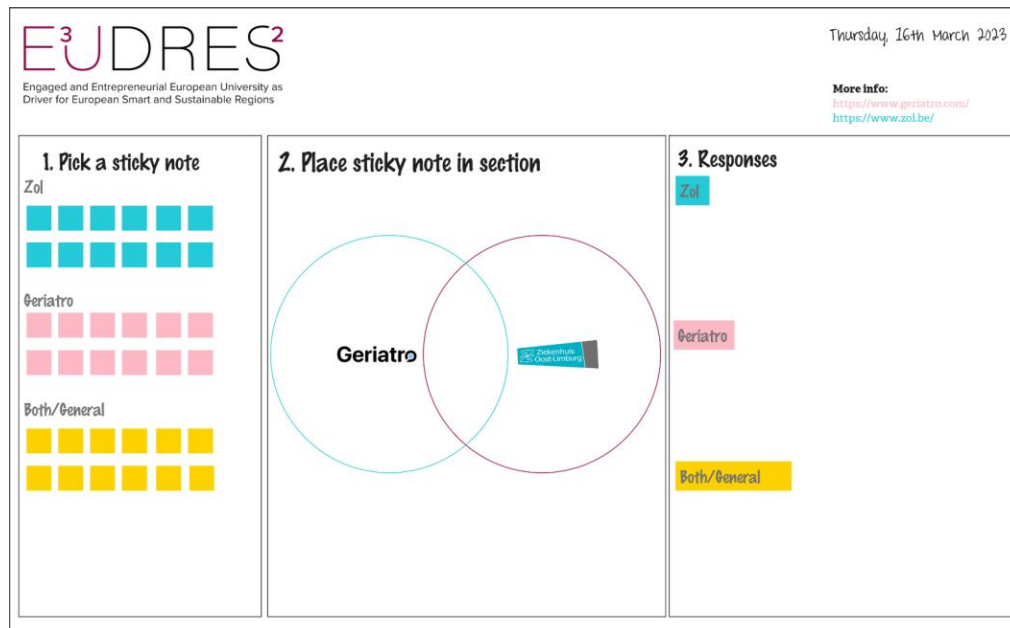 E³UDRES²
Engaged and Entrepreneurial European University as
Driver for European Smart and Sustainable Regions
Thursday, 16th March 2023
More info:
https://www.geriatro.com/
https://www.zol.be/
1. Pick a sticky note
Zol
Geriatro
Both/General
2. Place sticky note in section
Geriatro
Ziekenhuis
Oost-Limburg
3. Responses
Zol
Geriatro
Both/General